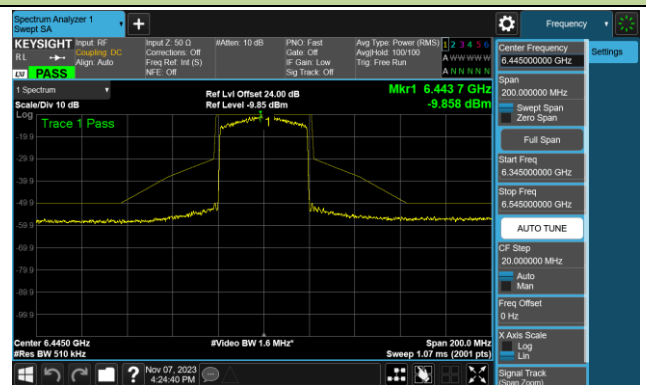 Spectrum Analyzer 1
Swept SA
+
Frequency
KEYSIGHT
Input: RF
Input Z: 50 Ω
#Atten: 10 dB
PNO: Fast
Avg Type: Power (RMS)
1 2 3 4 5 6
RL
Coupling: DC
Corrections: Off
Gate: Off
Avg|Hold: 100/100
A W W W W W
Align: Auto
Freq Ref: Int (S)
IF Gain: Low
Trig: Free Run
LXI
PASS
NFE: Off
Sig Track: Off
A N N N N N
1 Spectrum
Ref Lvl Offset 24.00 dB
Mkr1 6.443 7 GHz
Scale/Div 10 dB
Ref Level -9.85 dBm
-9.858 dBm
Log
Trace 1 Pass
1
-19.9
-29.9
-39.9
-49.9
-59.9
-69.9
-79.9
-89.9
-99.9
Center 6.4450 GHz
#Video BW 1.6 MHz*
Span 200.0 MHz
#Res BW 510 kHz
Sweep 1.07 ms (2001 pts)
?
Nov 07, 2023
4:24:40 PM
Center Frequency
6.445000000 GHz
Settings
Span
200.000000 MHz
Swept Span
Zero Span
Full Span
Start Freq
6.345000000 GHz
Stop Freq
6.545000000 GHz
AUTO TUNE
CF Step
20.000000 MHz
Auto
Man
Freq Offset
0 Hz
X Axis Scale
Log
Lin
Signal Track
(Span Zoom)